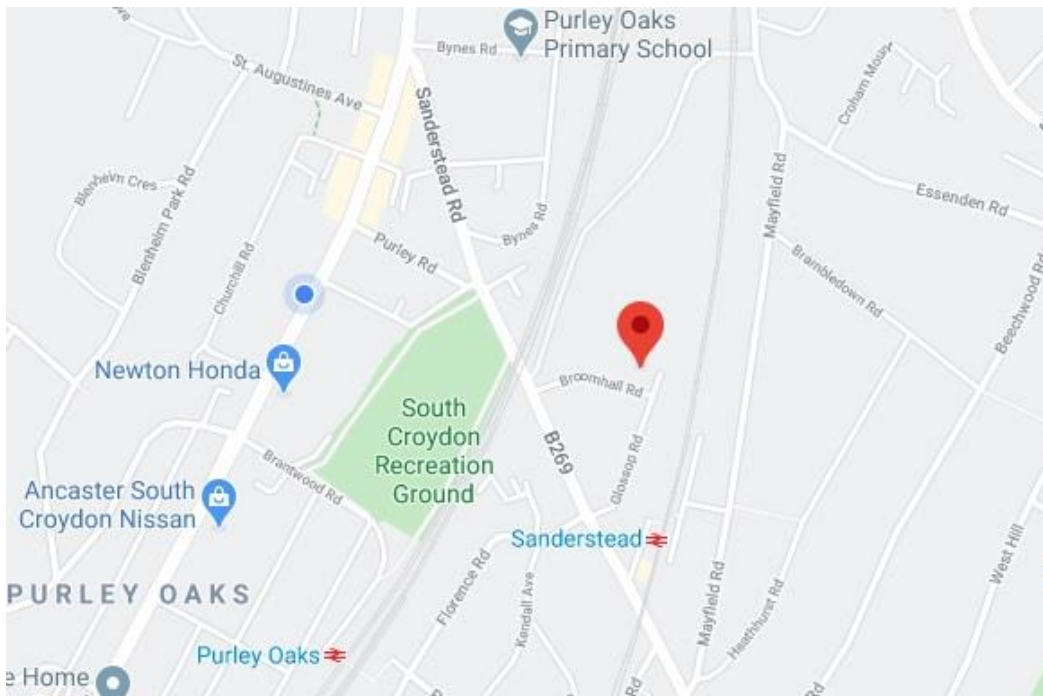 Purley Oaks
Primary School
Bynes Rd
St. Augustines Ave
Sanderstead Rd
Croham Mount
Mayfield Rd
Essenden Rd
Blenheim Cres
Blenheim Park Rd
Churchill Rd
Purley Rd
Bynes Rd
Brambledown Rd
Beechwood Rd
Newton Honda
Broomhall Rd
South
Croydon
Recreation
Ground
B269
Glossop Rd
Brantwood Rd
Ancaster South
Croydon Nissan
Sanderstead
West Hill
PURLEY OAKS
Florence Rd
Kendall Ave
Mayfield Rd
Heathhurst Rd
Purley Oaks
e Home